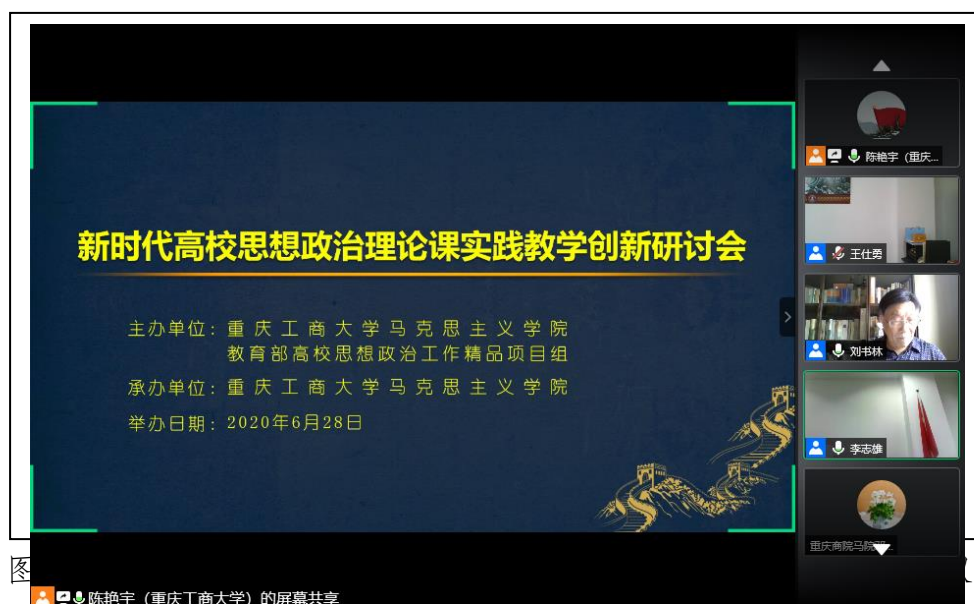 新时代高校思想政治理论课实践教学创新研讨会
主办单位：重庆工商大学马克思主义学院
教育部高校思想政治工作精品项目组
承办单位：重庆工商大学马克思主义学院
举办日期：2020年6月28日
陈艳宇（重庆...
王仕勇
刘书林
李志雄
重庆商院马院
图
陈艳宇（重庆工商大学）的屏幕共享